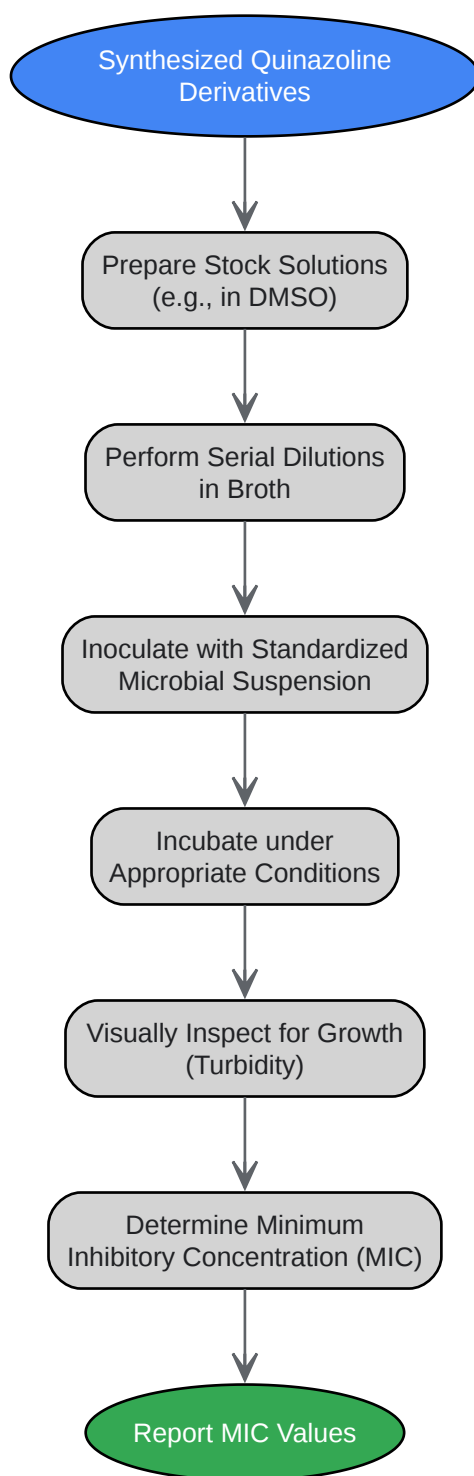 Synthesized Quinazoline
Derivatives
Prepare Stock Solutions
(e.g., in DMSO)
Perform Serial Dilutions
in Broth
Inoculate with Standardized
Microbial Suspension
Incubate under
Appropriate Conditions
Visually Inspect for Growth
(Turbidity)
Determine Minimum
Inhibitory Concentration (MIC)
Report MIC Values